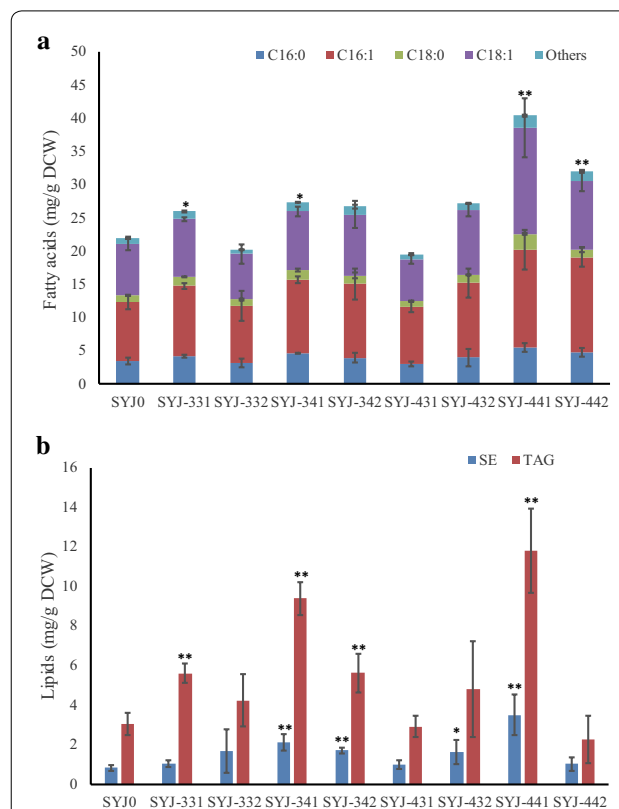 a
50
C16:0 C16:1 C18:0 C18:1 Others
45
**
40
35
**
30
* *
25
20
15
10
5
0
Fatty acids (mg/g DCW)
SYJ0 SYJ-331 SYJ-332 SYJ-341 SYJ-342 SYJ-431 SYJ-432 SYJ-441 SYJ-442
b
16
SE TAG
14
**
12
**
10
8
** **
6
4
** ** * **
2
0
Lipids (mg/g DCW)
SYJ0 SYJ-331 SYJ-332 SYJ-341 SYJ-342 SYJ-431 SYJ-432 SYJ-441 SYJ-442